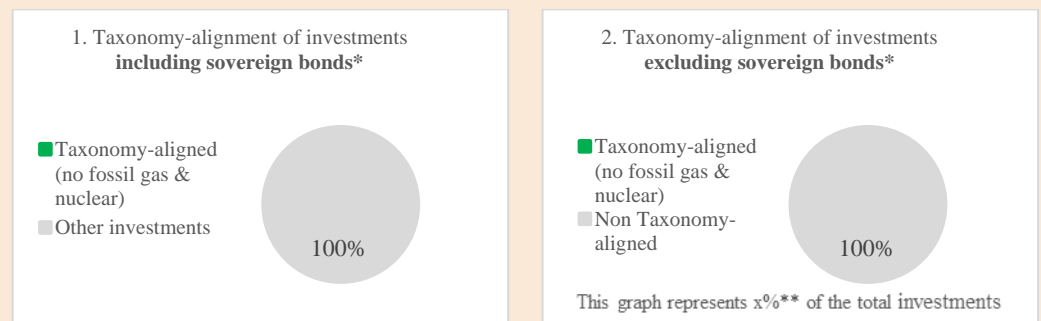 1. Taxonomy-alignment of investments
including sovereign bonds*
Taxonomy-aligned
(no fossil gas &
nuclear)
Other investments
100%
2. Taxonomy-alignment of investments
excluding sovereign bonds*
Taxonomy-aligned
(no fossil gas &
nuclear)
Non Taxonomy-
aligned
100%
This graph represents x%** of the total investments